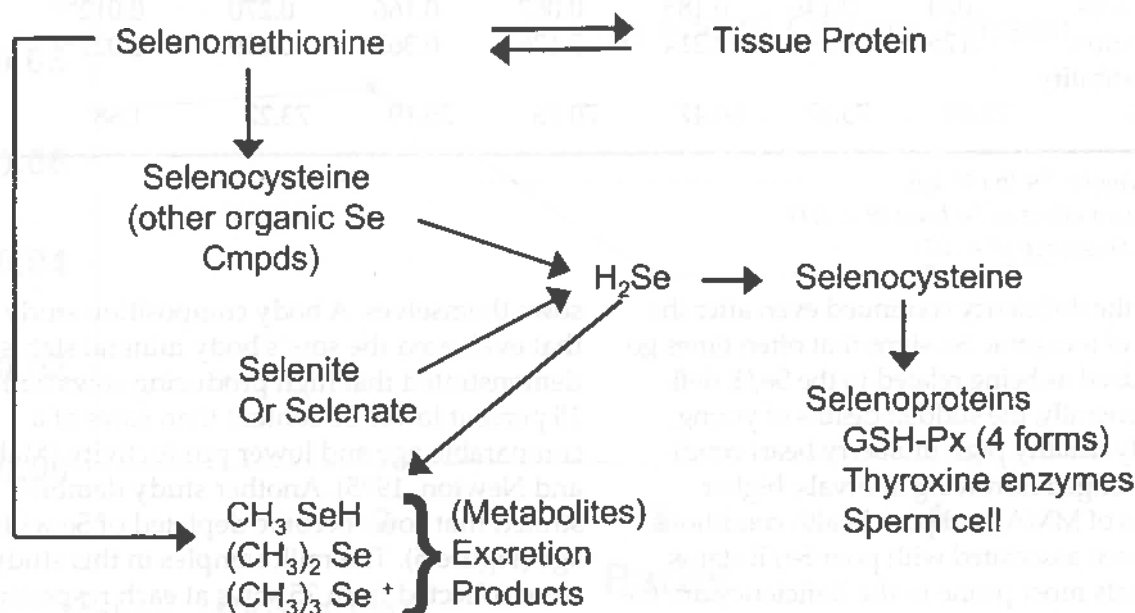 Selenomethionine
Tissue Protein
Selenocysteine
(other organic Se
Cmpds)
H₂Se
Selenocysteine
Selenite
Or Selenate
Selenoproteins
GSH-Px (4 forms)
Thyroxine enzymes
Sperm cell
CH₃ SeH
(CH₃)₂ Se
(CH₃)₃ Se ⁺
(Metabolites)
Excretion
Products